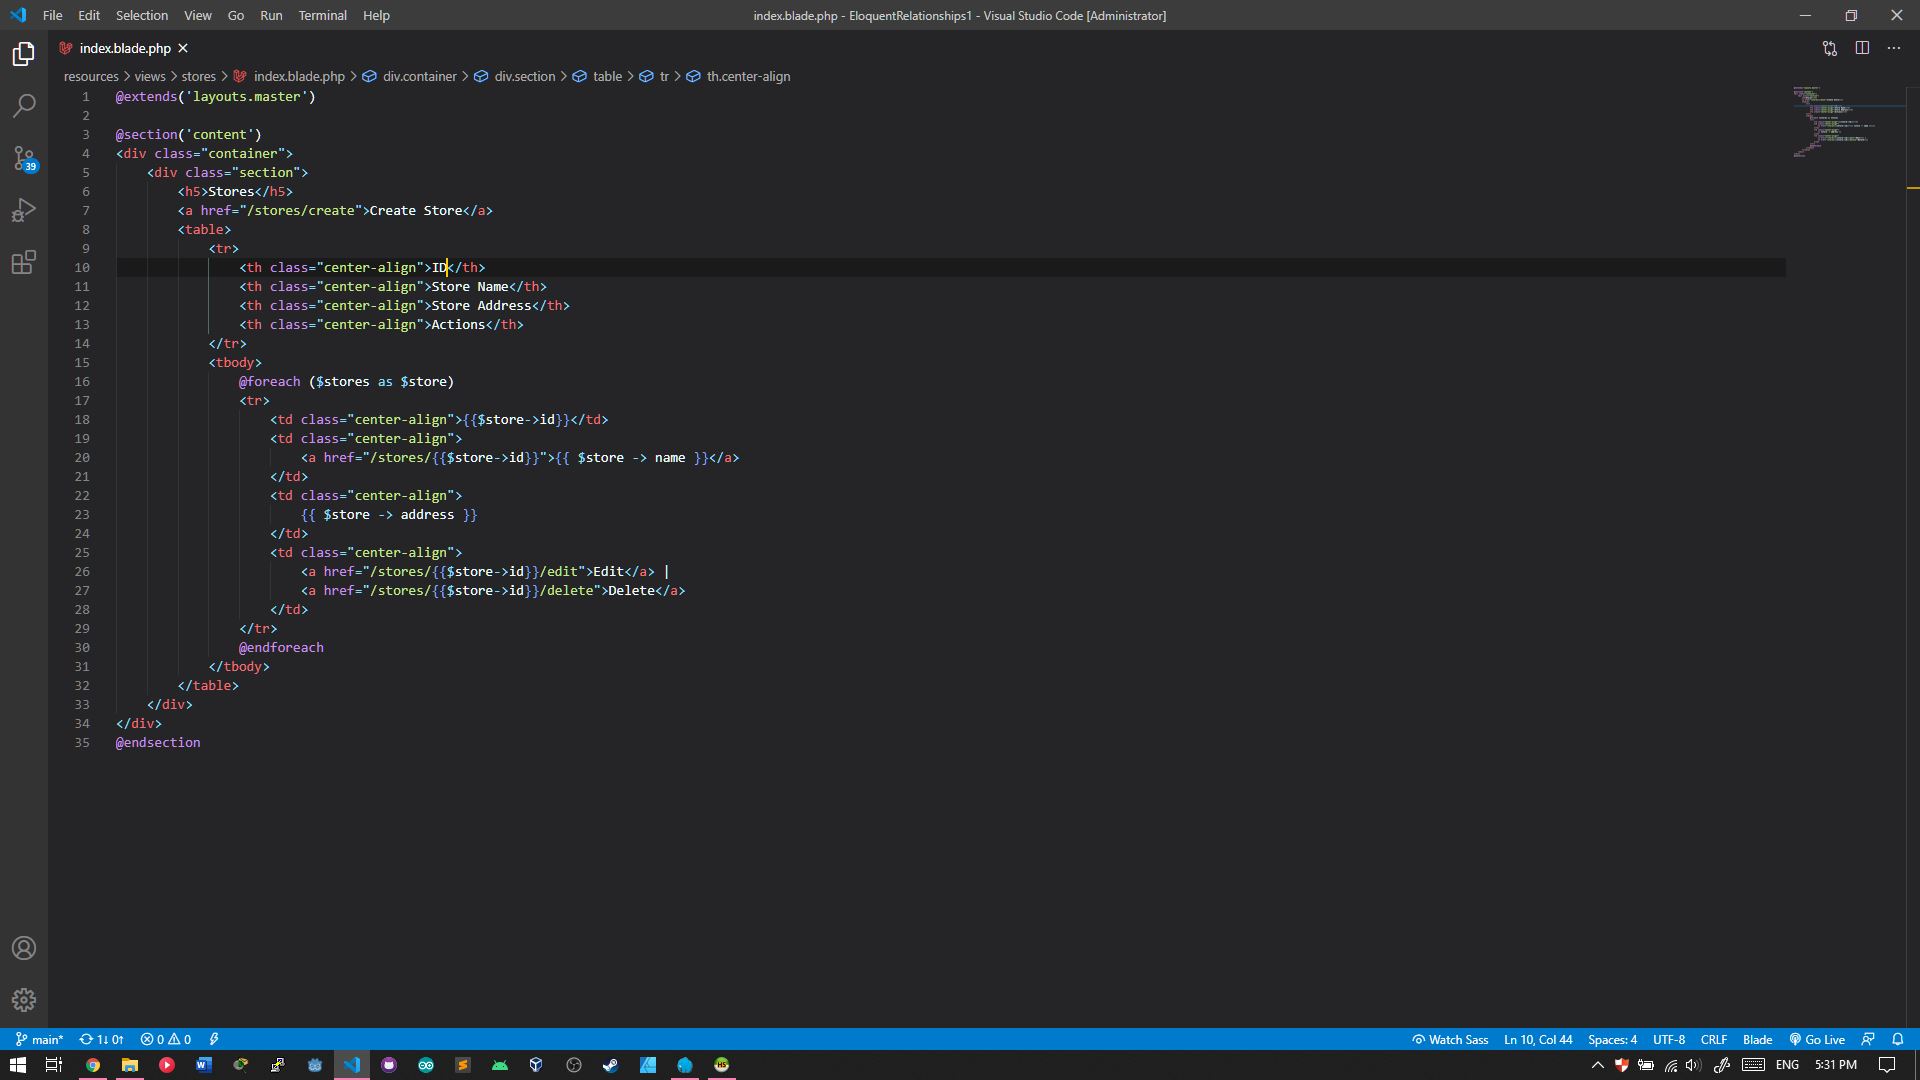 File Edit Selection View Go Run Terminal Help
index.blade.php - EloquentRelationships1 - Visual Studio Code [Administrator]
index.blade.php
resources > views > stores > index.blade.php > div.container > div.section > table > tr > th.center-align
1 @extends('layouts.master')
2
3 @section('content')
4 <div class="container">
5     <div class="section">
6         <h5>Stores</h5>
7         <a href="/stores/create">Create Store</a>
8         <table>
9             <tr>
10                 <th class="center-align">ID</th>
11                 <th class="center-align">Store Name</th>
12                 <th class="center-align">Store Address</th>
13                 <th class="center-align">Actions</th>
14             </tr>
15             <tbody>
16                 @foreach ($stores as $store)
17                 <tr>
18                     <td class="center-align">{{$store->id}}</td>
19                     <td class="center-align">
20                         <a href="/stores/{{$store->id}}">{{ $store -> name }}</a>
21                     </td>
22                     <td class="center-align">
23                         {{ $store -> address }}
24                     </td>
25                     <td class="center-align">
26                         <a href="/stores/{{$store->id}}/edit">Edit</a> |
27                         <a href="/stores/{{$store->id}}/delete">Delete</a>
28                     </td>
29                 </tr>
30                 @endforeach
31             </tbody>
32         </table>
33     </div>
34 </div>
35 @endsection
39
main* 1↓ 0↑ 0 0 Watch Sass Ln 10, Col 44 Spaces: 4 UTF-8 CRLF Blade Go Live
ENG 5:31 PM